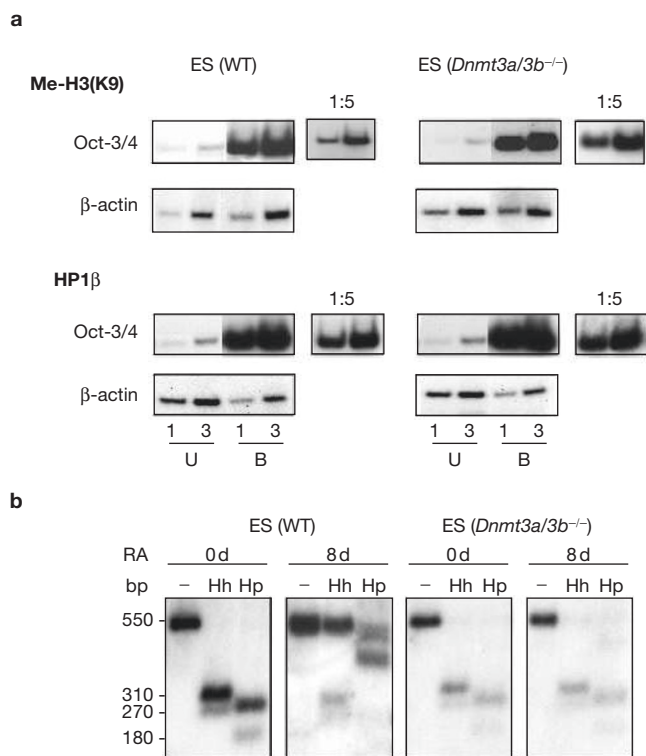 a
ES (WT) ES (Dnmt3a/3b–/–)
Me-H3(K9)
1:5 1:5
Oct-3/4
β-actin
HP1β
1:5 1:5
Oct-3/4
β-actin
1 3 1 3 1 3 1 3
U B U B
b
ES (WT) ES (Dnmt3a/3b–/–)
RA 0 d 8 d 0 d 8 d
bp – Hh Hp – Hh Hp – Hh Hp – Hh Hp
550
310
270
180